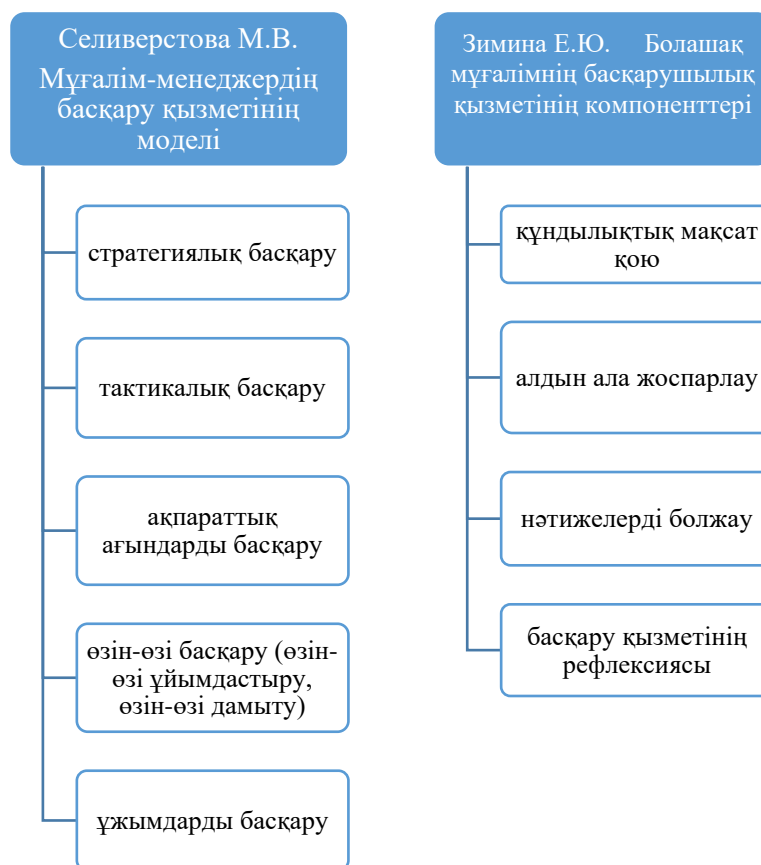 Селиверстова М.В.
Мұғалім-менеджердің
басқару қызметінің
моделі
стратегиялық басқару
тактикалық басқару
ақпараттық
ағындарды басқару
өзін-өзі басқару (өзін-
өзі ұйымдастыру,
өзін-өзі дамыту)
ұжымдарды басқару
Зимина Е.Ю. Болашақ
мұғалімнің басқарушылық
қызметінің компоненттері
құндылықтық мақсат
қою
алдын ала жоспарлау
нәтижелерді болжау
басқару қызметінің
рефлексиясы